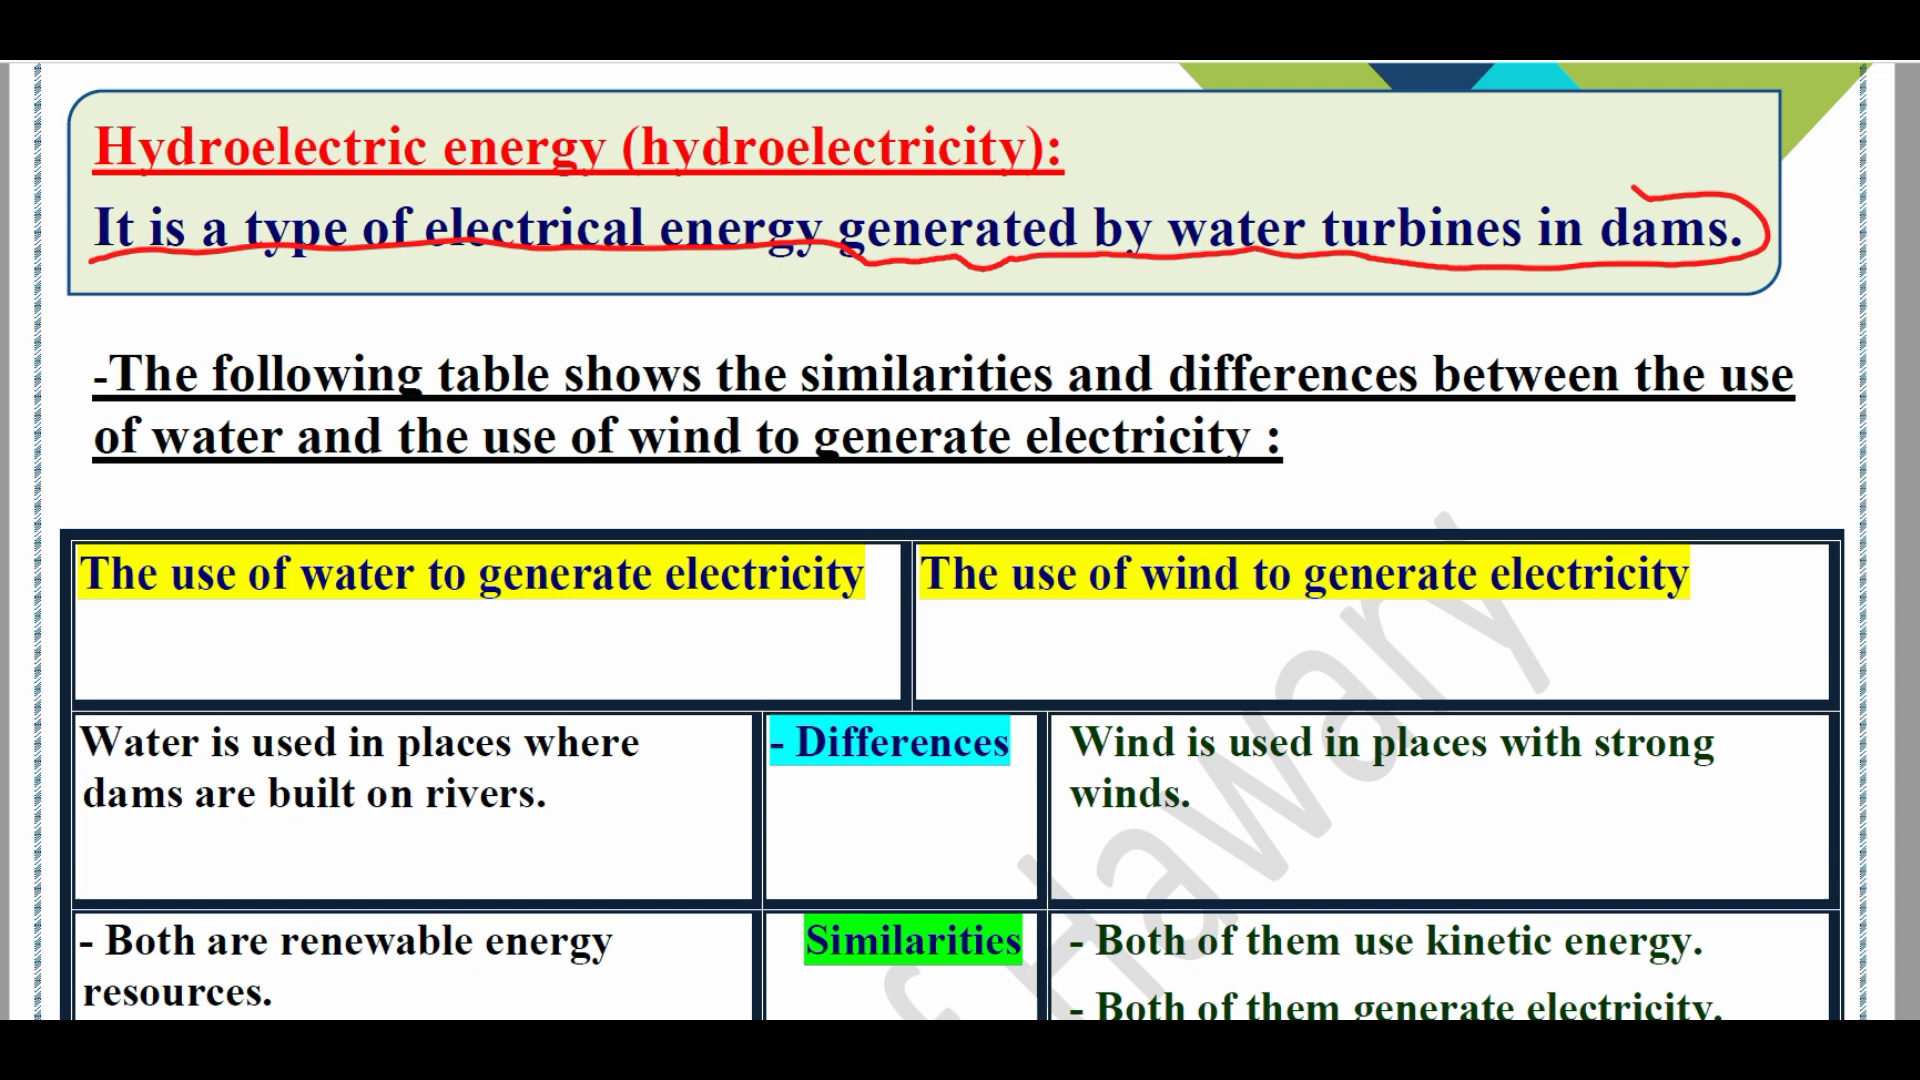 Hydroelectric energy (hydroelectricity):
It is a type of electrical energy generated by water turbines in dams.
-The following table shows the similarities and differences between the use
of water and the use of wind to generate electricity :
The use of water to generate electricity
The use of wind to generate electricity
Water is used in places where
dams are built on rivers.
- Differences
Wind is used in places with strong
winds.
- Both are renewable energy
resources.
Similarities
- Both of them use kinetic energy.
- Both of them generate electricity.
Hawary